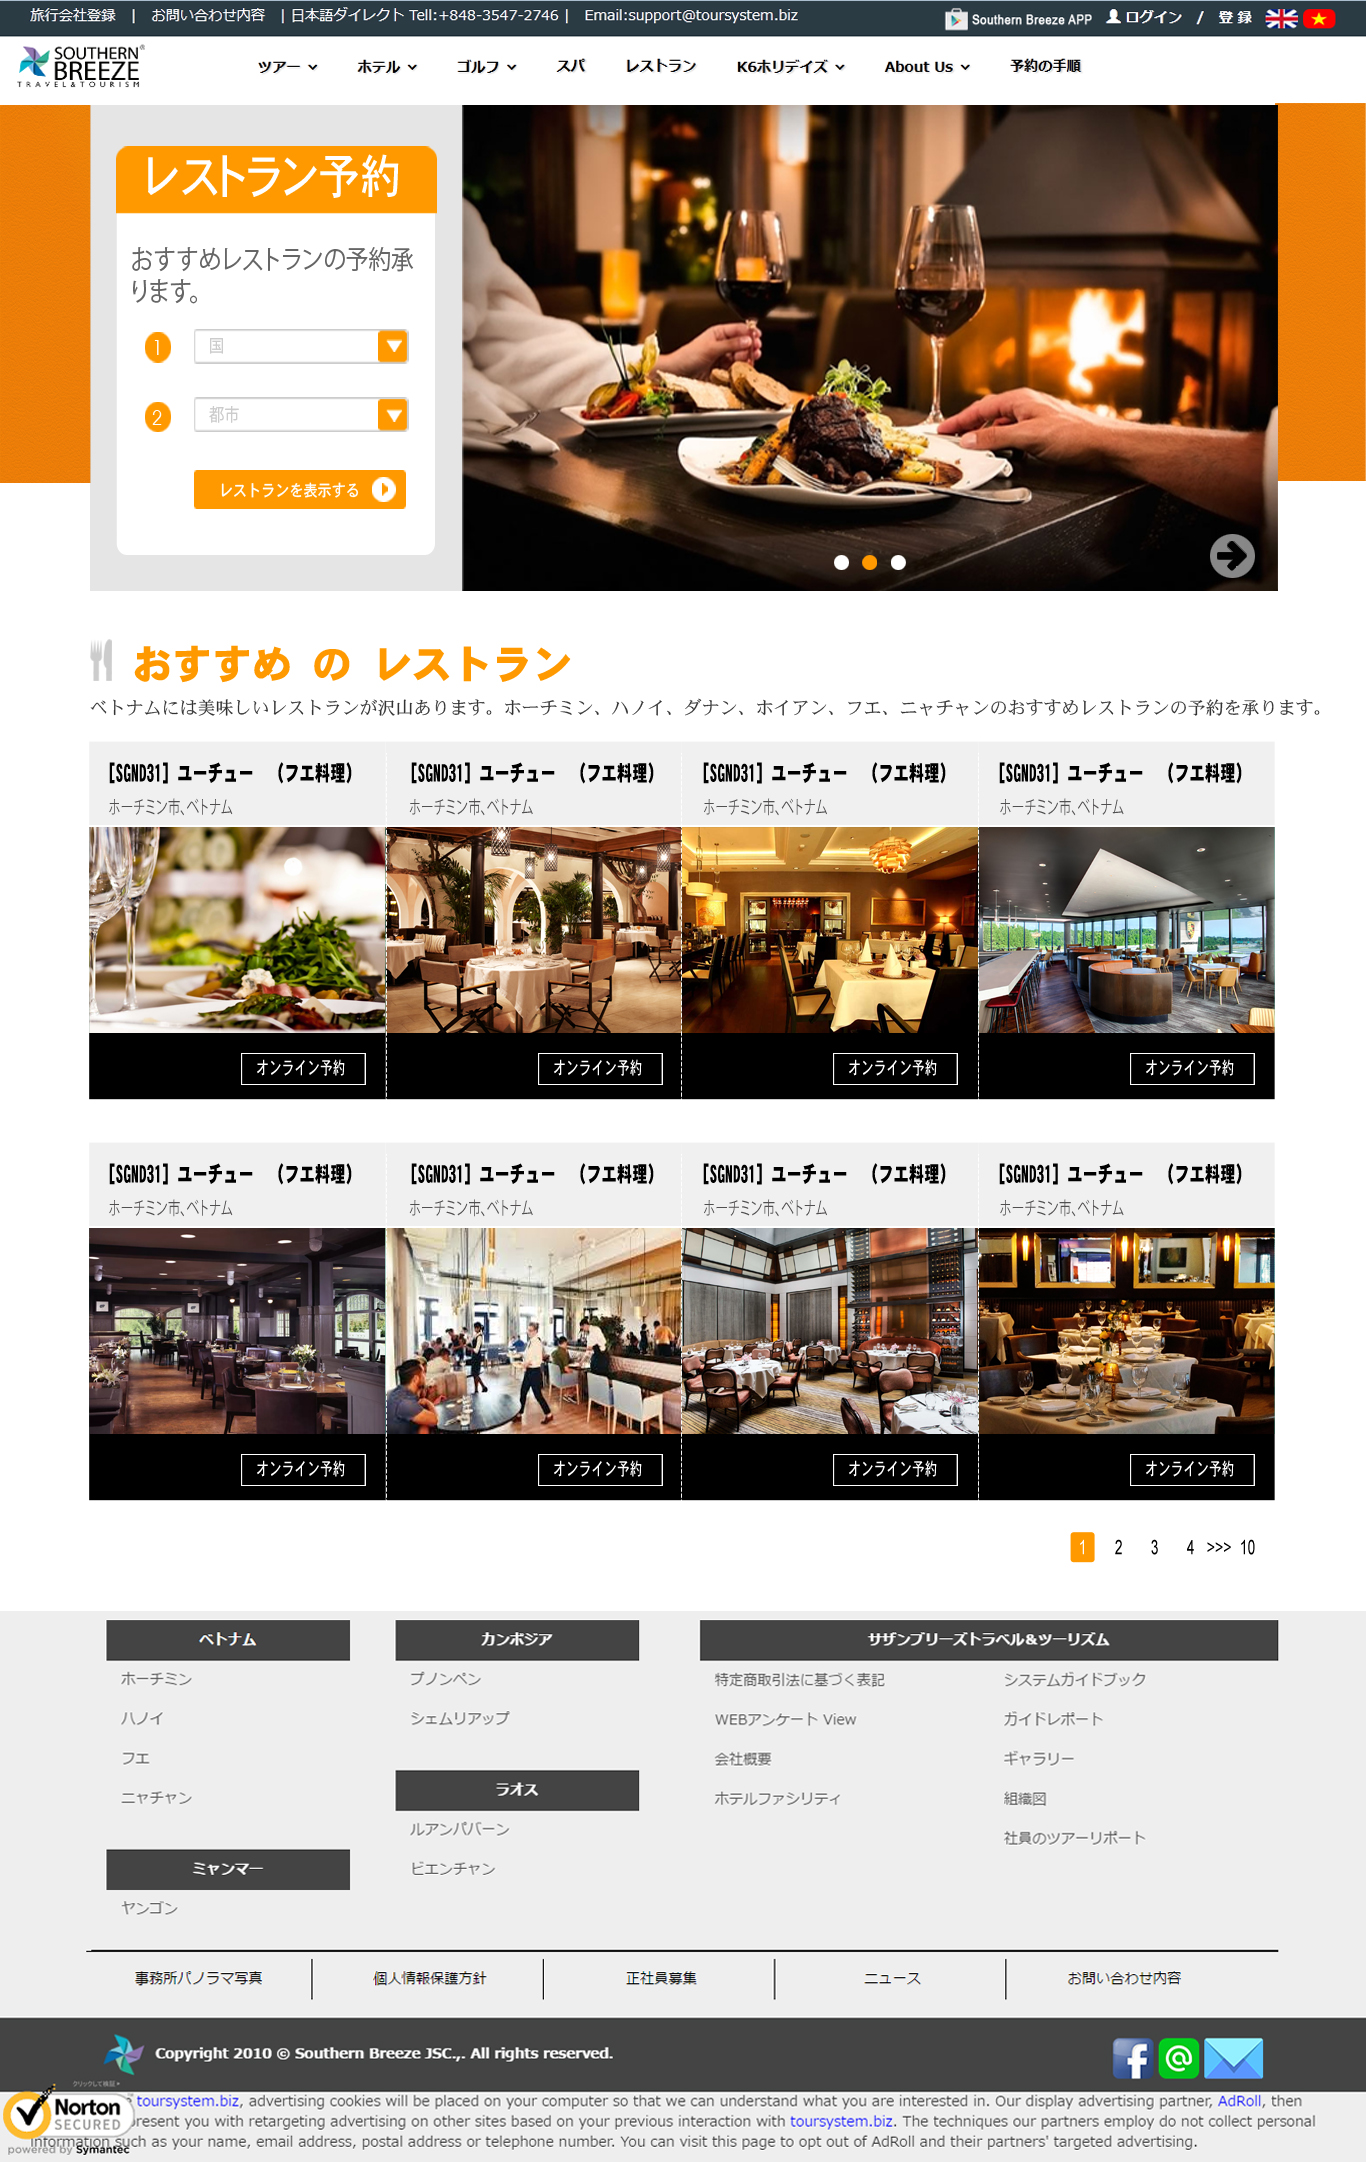 旅行会社登録 | お問い合わせ内容 | 日本語ダイレクト Tell:+848-3547-2746 | Email:support@toursystem.biz
Southern Breeze APP ログイン / 登 録
SOUTHERN
BREEZE
TRAVEL&TOURISM
ツアー ホテル ゴルフ スパ レストラン K6ホリデイズ About Us 予約の手順
レストラン予約
おすすめレストランの予約承
ります。
1 国
2 都市
レストランを表示する
おすすめ の レストラン
ベトナムには美味しいレストランが沢山あります。ホーチミン、ハノイ、ダナン、ホイアン、フエ、ニャチャンのおすすめレストランの予約を承ります。
[SGND31] ユーチュー (フエ料理) [SGND31] ユーチュー (フエ料理) [SGND31] ユーチュー (フエ料理) [SGND31] ユーチュー (フエ料理)
ホーチミン市、ベトナム ホーチミン市、ベトナム ホーチミン市、ベトナム ホーチミン市、ベトナム
オンライン予約 オンライン予約 オンライン予約 オンライン予約
[SGND31] ユーチュー (フエ料理) [SGND31] ユーチュー (フエ料理) [SGND31] ユーチュー (フエ料理) [SGND31] ユーチュー (フエ料理)
ホーチミン市、ベトナム ホーチミン市、ベトナム ホーチミン市、ベトナム ホーチミン市、ベトナム
オンライン予約 オンライン予約 オンライン予約 オンライン予約
1 2 3 4 >>> 10
ベトナム
ホーチミン
ハノイ
フエ
ニャチャン
ミャンマー
ヤンゴン
カンボジア
プノンペン
シェムリアップ
ラオス
ルアンパバーン
ビエンチャン
サザンブリーズトラベル&ツーリズム
特定商取引法に基づく表記
WEBアンケート View
会社概要
ホテルファシリティ
システムガイドブック
ガイドレポート
ギャラリー
組織図
社員のツアーリポート
事務所パノラマ写真 個人情報保護方針 正社員募集 ニュース お問い合わせ内容
Copyright 2010 © Southern Breeze JSC.,. All rights reserved.
クリックして検証
Norton
SECURED
powered by Symantec
toursystem.biz, advertising cookies will be placed on your computer so that we can understand what you are interested in. Our display advertising partner, AdRoll, then
present you with retargeting advertising on other sites based on your previous interaction with toursystem.biz. The techniques our partners employ do not collect personal
information such as your name, email address, postal address or telephone number. You can visit this page to opt out of AdRoll and their partners' targeted advertising.